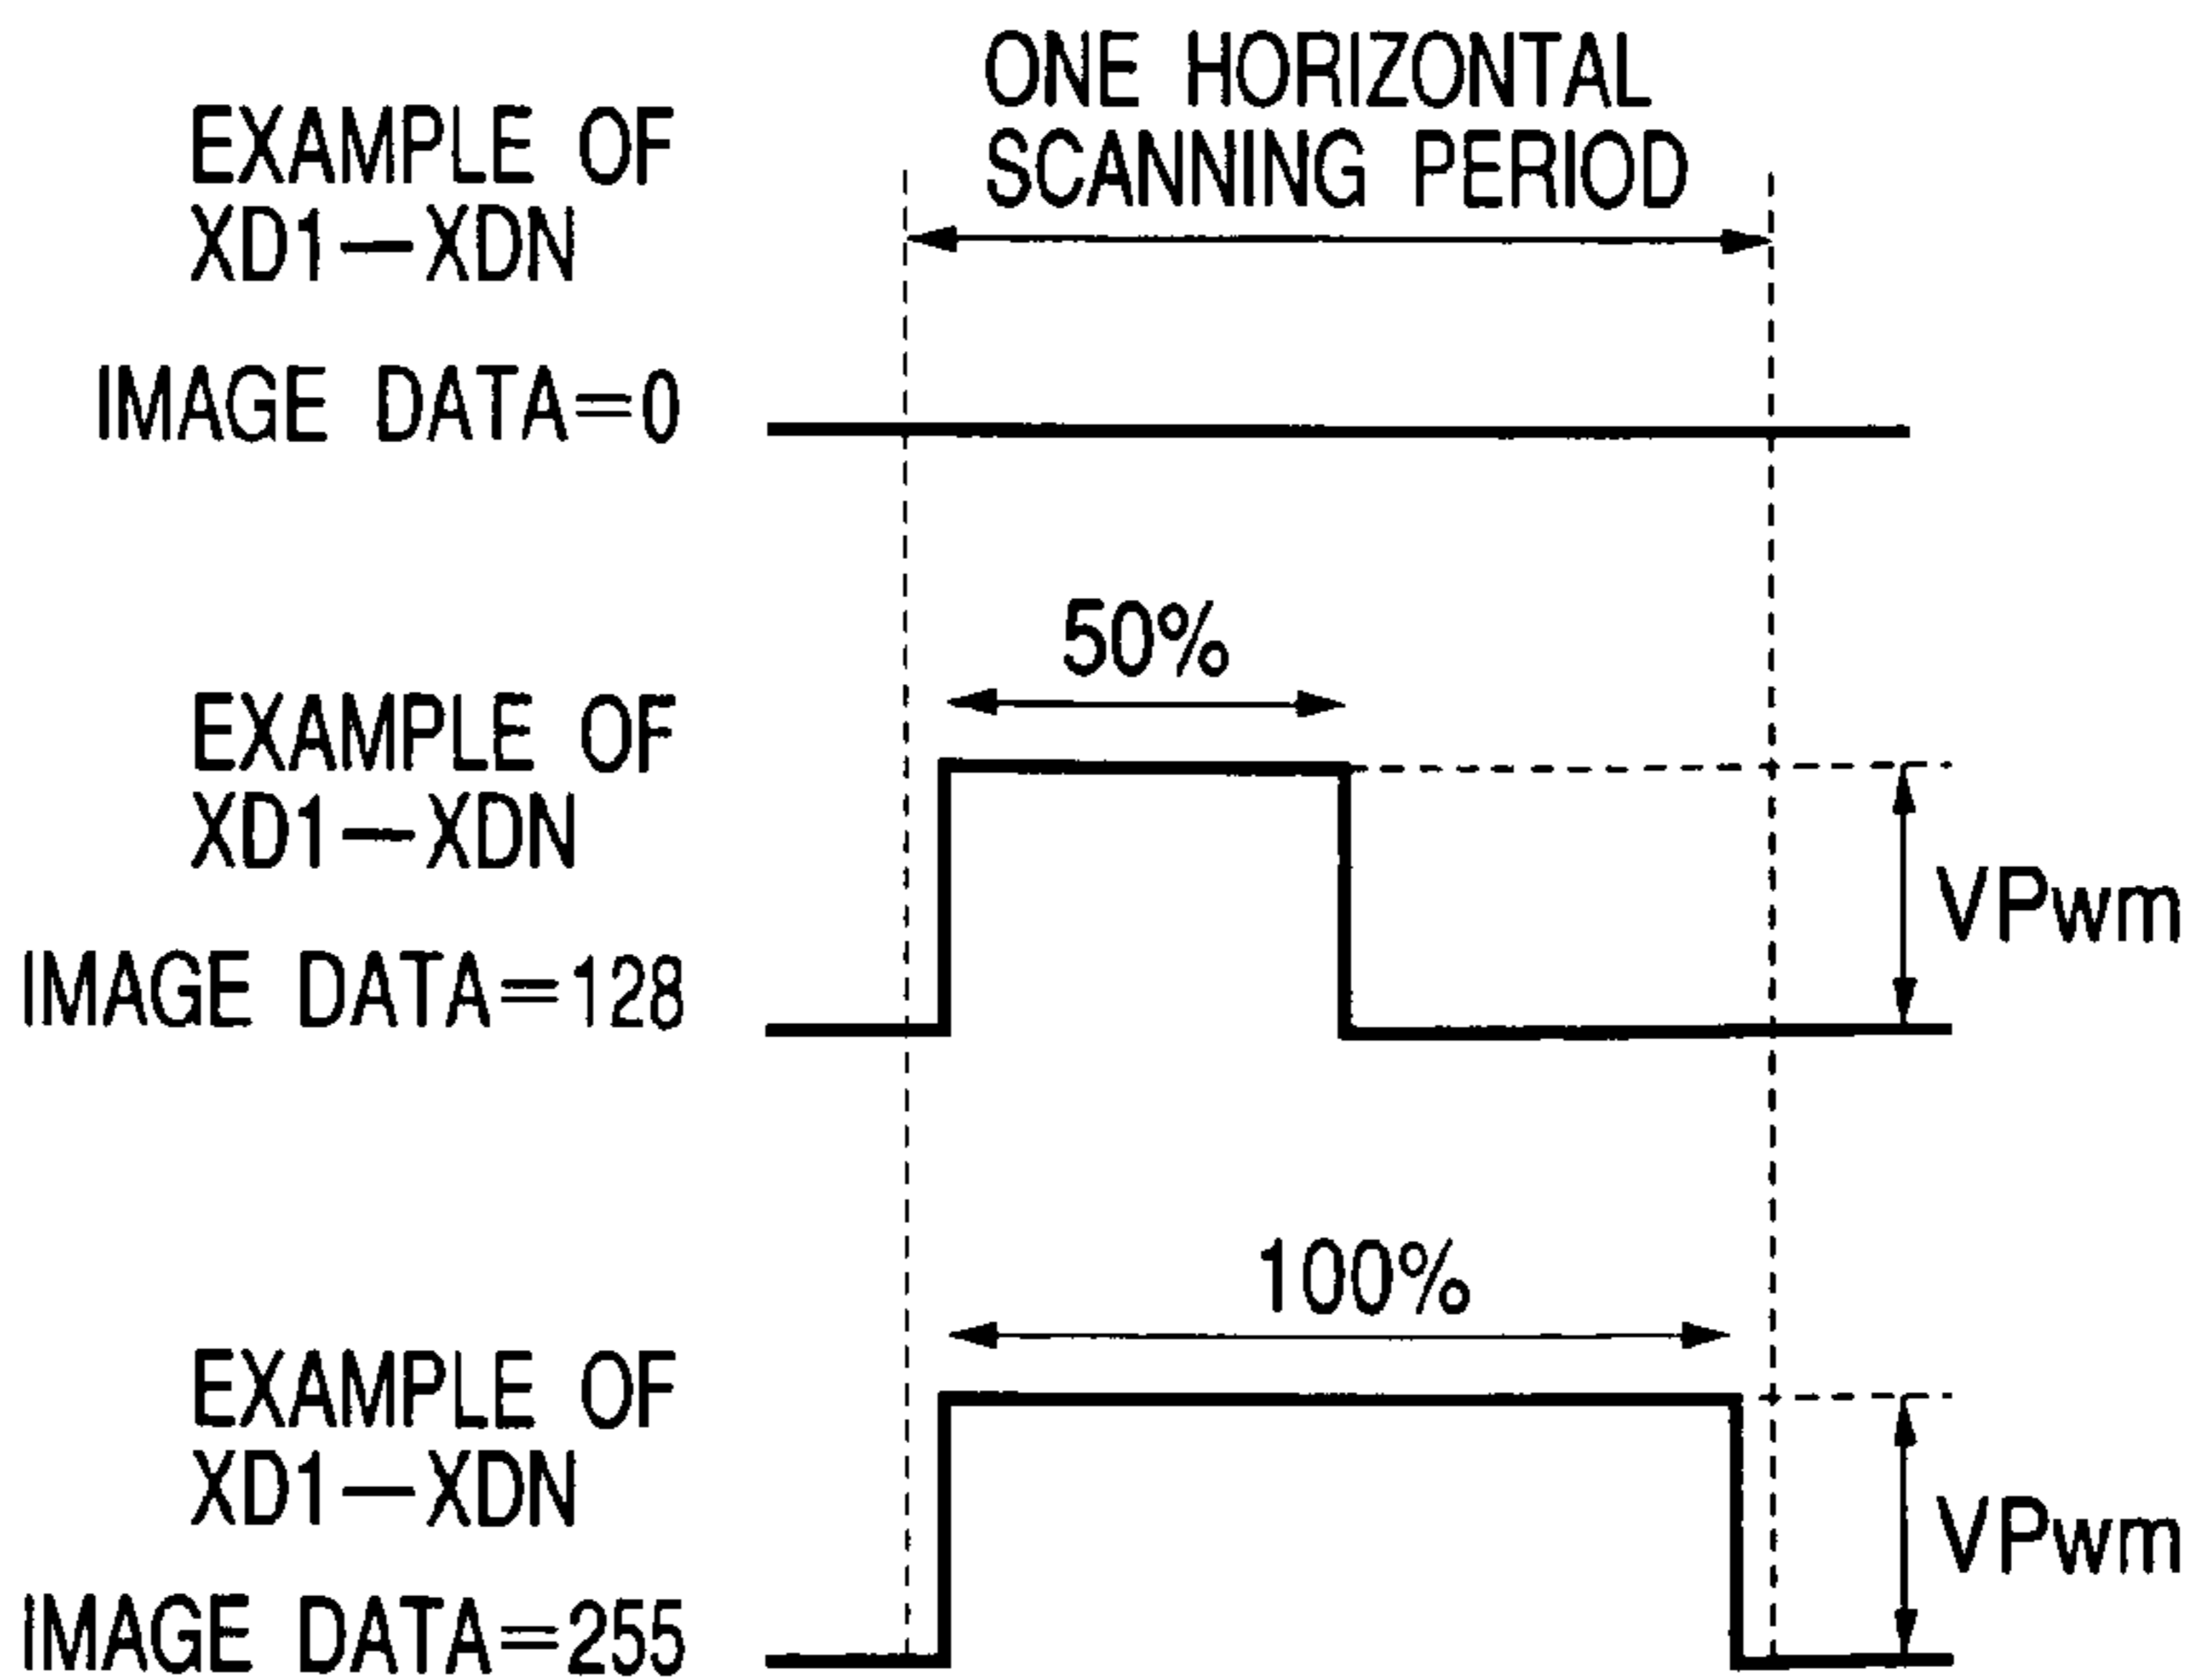 ONE HORIZONTAL
SCANNING PERIOD
EXAMPLE OF
XD1—XDN
IMAGE DATA=0
50%
EXAMPLE OF
XD1—XDN
IMAGE DATA=128
VPwm
100%
EXAMPLE OF
XD1—XDN
IMAGE DATA=255
VPwm